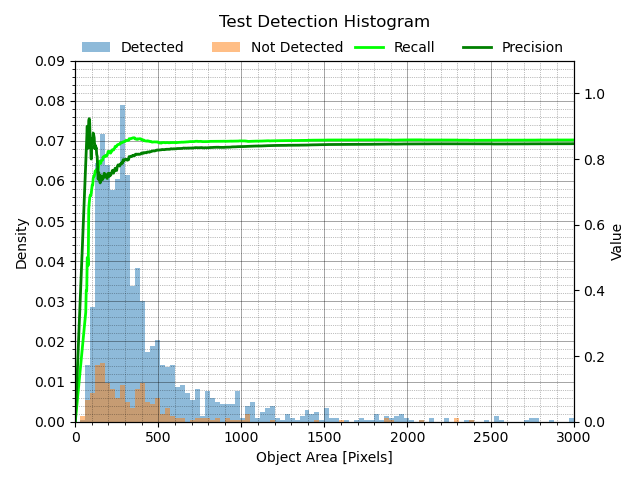 Test Detection Histogram
Detected Not Detected Recall Precision
0.09
0.08
0.07
0.06
0.05
0.04
0.03
0.02
0.01
0.00
Density
1.0
0.8
0.6
0.4
0.2
0.0
Value
0 500 1000 1500 2000 2500 3000
Object Area [Pixels]